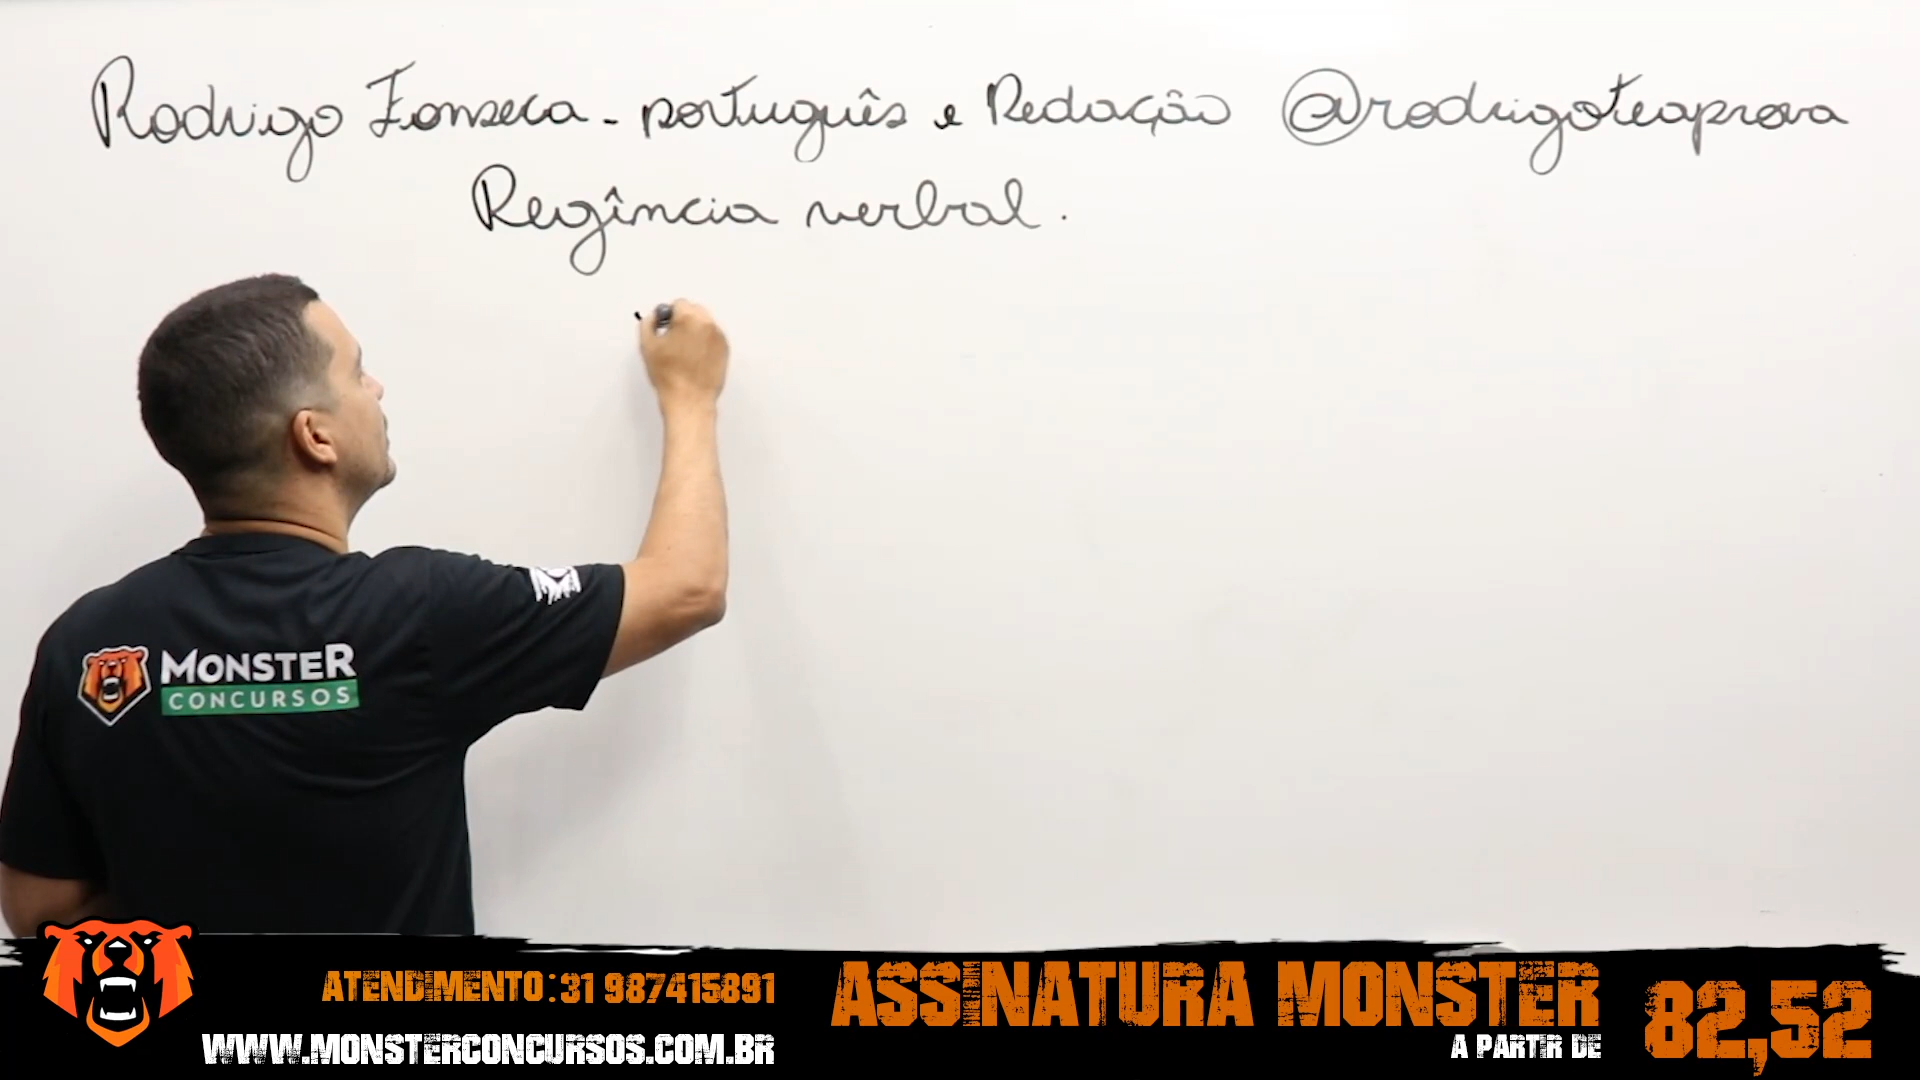 Rodrigo Fonseca - português e Redação @rodrigoteaprova
Regência verbal.
MONSTER
CONCURSOS
ATENDIMENTO: 31 987415891
WWW.MONSTERCONCURSOS.COM.BR
ASSINATURA MONSTER
A PARTIR DE
82,52